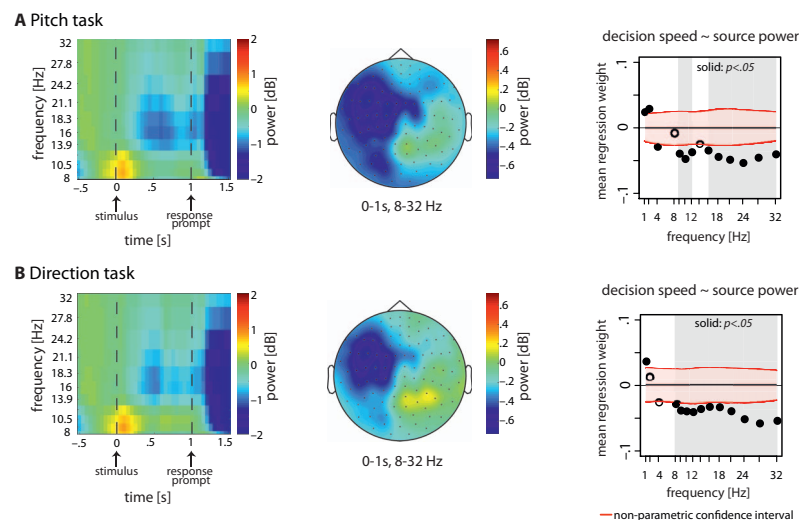 A Pitch task
32
27.8
24.2
21.1
18.3
16
13.9
10.5
8
frequency [Hz]
-.5 0 .5 1 1.5
stimulus
response
prompt
time [s]
2
1
0
−1
−2
power [dB]
0-1s, 8-32 Hz
.6
.4
.2
0
-.2
-.4
-.6
power [dB]
decision speed ~ source power
solid: p<.05
.1
0
-.1
mean regression weight
1 4 8 12 18 24 32
frequency [Hz]
B Direction task
32
27.8
24.2
21.1
18.3
16
13.9
10.5
8
frequency [Hz]
-.5 0 .5 1 1.5
stimulus
response
prompt
time [s]
2
1
0
−1
−2
power [dB]
0-1s, 8-32 Hz
.6
.4
.2
0
-.2
-.4
-.6
power [dB]
decision speed ~ source power
solid: p<.05
.1
0
-.1
mean regression weight
1 4 8 12 18 24 32
frequency [Hz]
non-parametric confidence interval